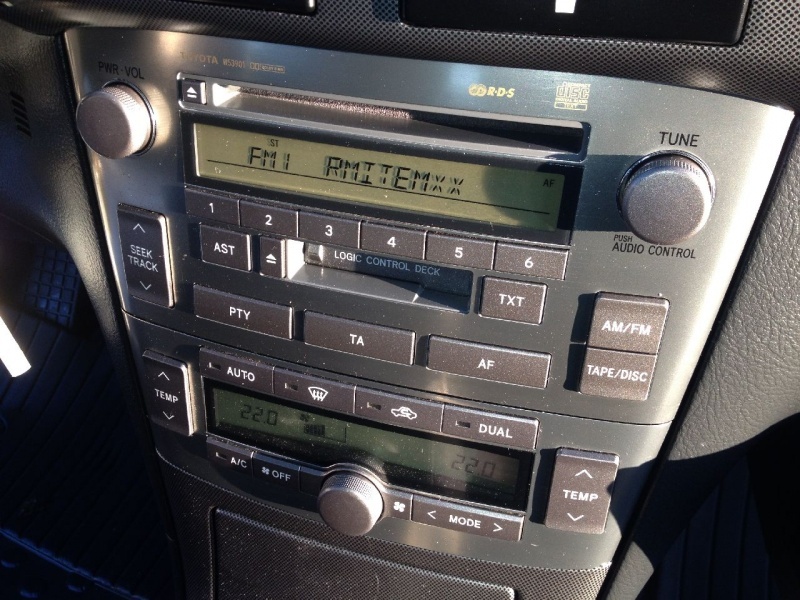 PWR·VOL
TOYOTA
CD R·D·S
disc
TEXT
TUNE
ST
FM1 RMITEMXX AF
1 2 3 4 5 6
PUSH
AUDIO CONTROL
SEEK
TRACK
AST
LOGIC CONTROL DECK
TXT
PTY
TA
AF
AM/FM
TAPE/DISC
TEMP
AUTO
DUAL
22.0
22.0
A/C
OFF
MODE
TEMP